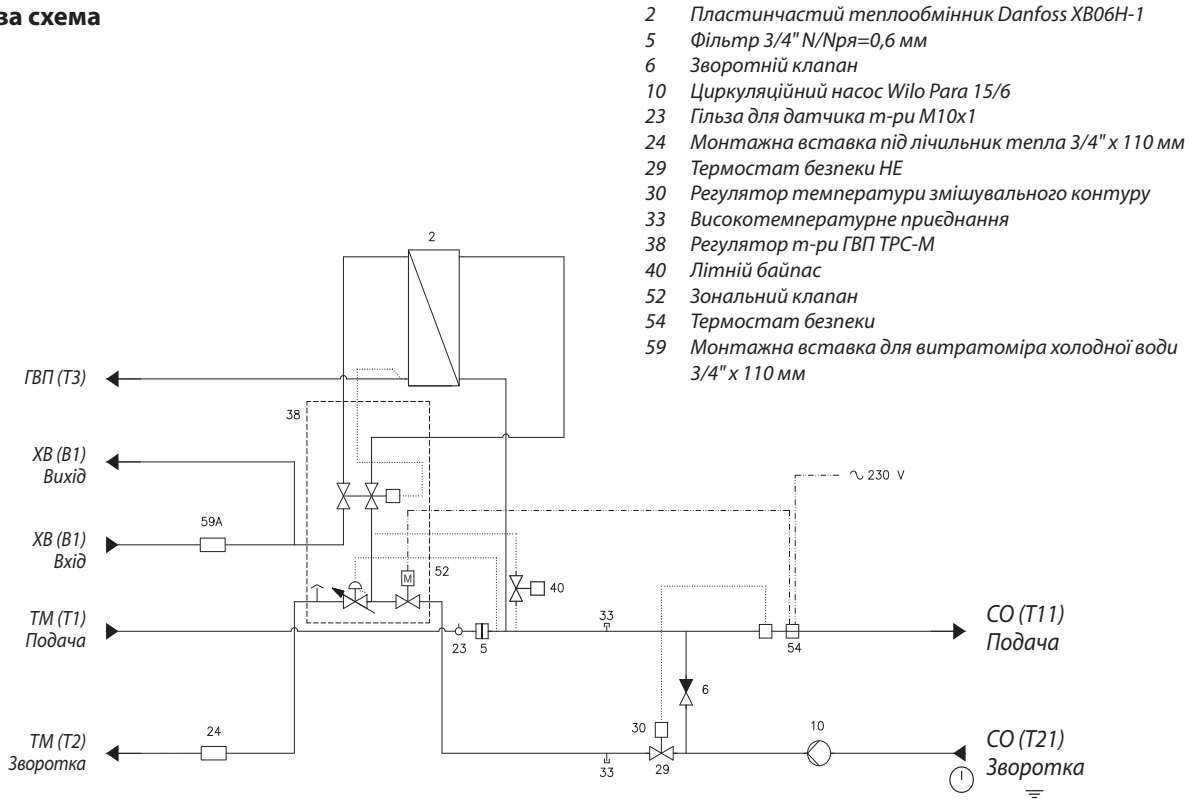 ва схема
2 Пластинчастий теплообмінник Danfoss XB06H-1
5 Фільтр 3/4" N/Nря=0,6 мм
6 Зворотній клапан
10 Циркуляційний насос Wilo Para 15/6
23 Гільза для датчика т-ри M10x1
24 Монтажна вставка під лічильник тепла 3/4" x 110 мм
29 Термостат безпеки НЕ
30 Регулятор температури змішувального контуру
33 Високотемпературне приєднання
38 Регулятор т-ри ГВП ТРС-М
40 Літній байпас
52 Зональний клапан
54 Термостат безпеки
59 Монтажна вставка для витратоміра холодної води
3/4" x 110 мм
2
ГВП (Т3)
38
ХВ (В1)
Вихід
230 V
59A
ХВ (В1)
Вхід
M
52
40
ТМ (Т1)
Подача
23
5
33
54
СО (Т11)
Подача
6
ТМ (Т2)
Зворотка
24
33
30
29
10
СО (Т21)
Зворотка